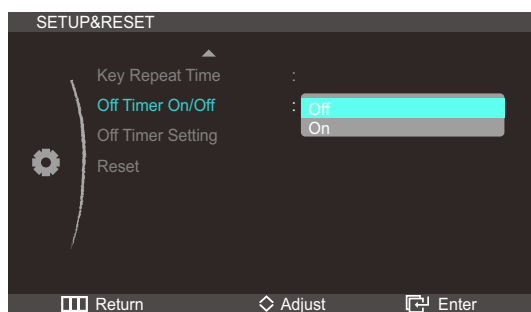 SETUP&RESET
Key Repeat Time :
Off Timer On/Off : Off
On
Off Timer Setting
Reset
Return Adjust Enter